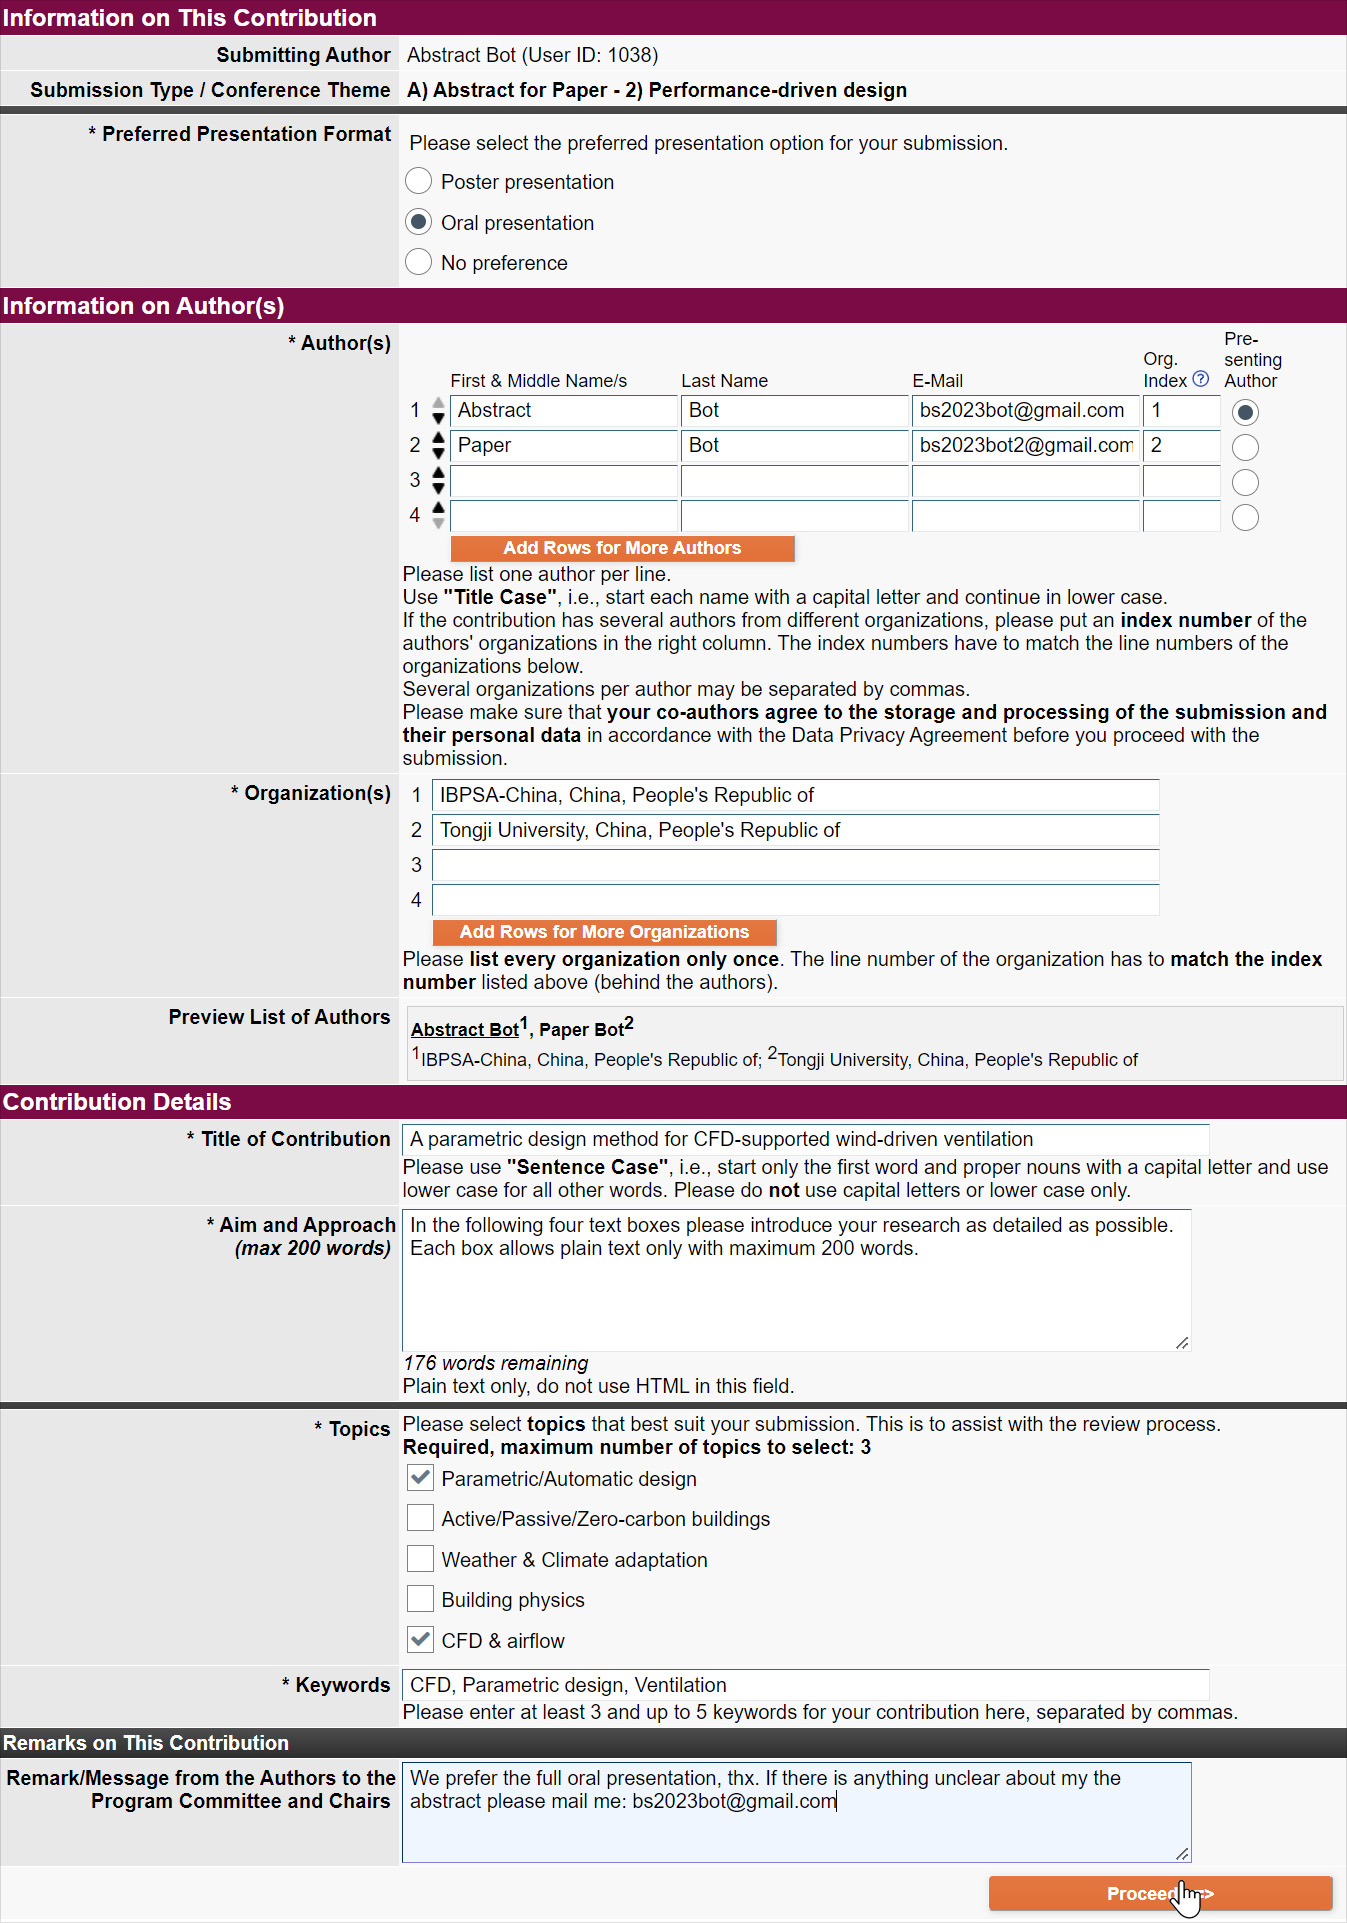 Information on This Contribution
Submitting Author Abstract Bot (User ID: 1038)
Submission Type / Conference Theme A) Abstract for Paper - 2) Performance-driven design
* Preferred Presentation Format Please select the preferred presentation option for your submission.
Poster presentation
Oral presentation
No preference
Information on Author(s)
* Author(s)
First & Middle Name/s Last Name E-Mail Org. Index ? Pre-senting Author
1 Abstract Bot bs2023bot@gmail.com 1
2 Paper Bot bs2023bot2@gmail.com 2
3
4
Add Rows for More Authors
Please list one author per line.
Use "Title Case", i.e., start each name with a capital letter and continue in lower case.
If the contribution has several authors from different organizations, please put an index number of the
authors' organizations in the right column. The index numbers have to match the line numbers of the
organizations below.
Several organizations per author may be separated by commas.
Please make sure that your co-authors agree to the storage and processing of the submission and
their personal data in accordance with the Data Privacy Agreement before you proceed with the
submission.
* Organization(s) 1 IBPSA-China, China, People's Republic of
2 Tongji University, China, People's Republic of
3
4
Add Rows for More Organizations
Please list every organization only once. The line number of the organization has to match the index
number listed above (behind the authors).
Preview List of Authors
Abstract Bot1, Paper Bot2
1IBPSA-China, China, People's Republic of; 2Tongji University, China, People's Republic of
Contribution Details
* Title of Contribution A parametric design method for CFD-supported wind-driven ventilation
Please use "Sentence Case", i.e., start only the first word and proper nouns with a capital letter and use
lower case for all other words. Please do not use capital letters or lower case only.
* Aim and Approach In the following four text boxes please introduce your research as detailed as possible.
(max 200 words) Each box allows plain text only with maximum 200 words.
176 words remaining
Plain text only, do not use HTML in this field.
* Topics Please select topics that best suit your submission. This is to assist with the review process.
Required, maximum number of topics to select: 3
Parametric/Automatic design
Active/Passive/Zero-carbon buildings
Weather & Climate adaptation
Building physics
CFD & airflow
* Keywords CFD, Parametric design, Ventilation
Please enter at least 3 and up to 5 keywords for your contribution here, separated by commas.
Remarks on This Contribution
Remark/Message from the Authors to the We prefer the full oral presentation, thx. If there is anything unclear about my the
Program Committee and Chairs abstract please mail me: bs2023bot@gmail.com
Proceed >